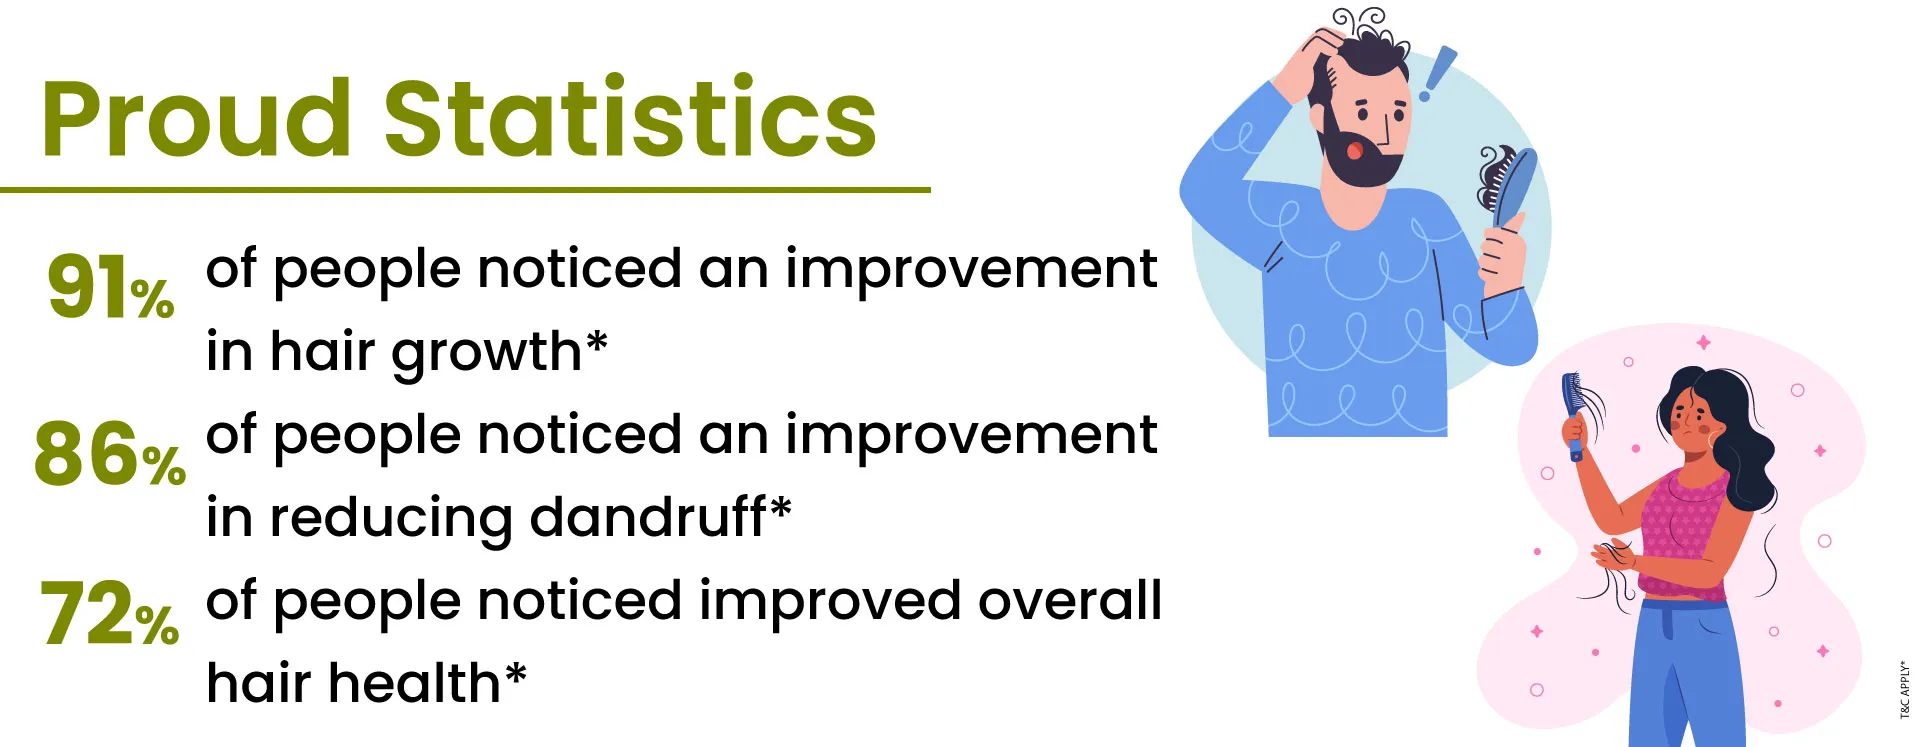 Proud Statistics
91% of people noticed an improvement
in hair growth*
86% of people noticed an improvement
in reducing dandruff*
72% of people noticed improved overall
hair health*
T&C APPLY*